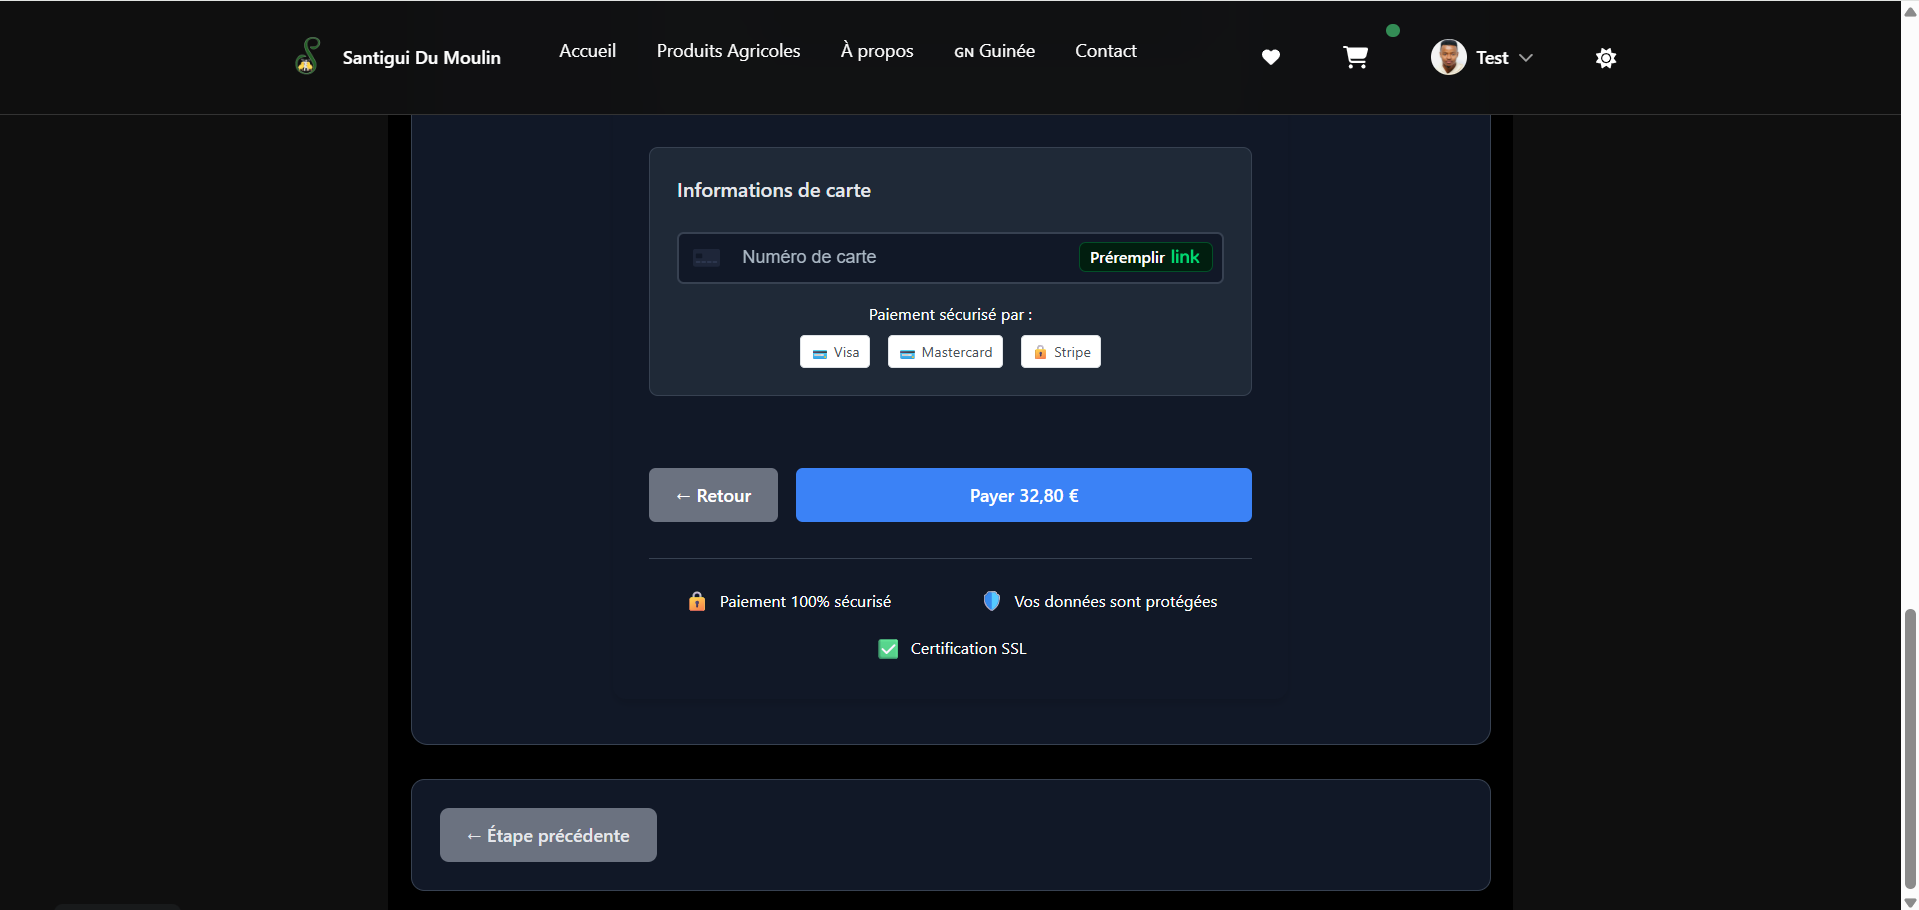 Santigui Du Moulin
Accueil
Produits Agricoles
À propos
GN Guinée
Contact
Test
Informations de carte
Numéro de carte
Préremplir link
Paiement sécurisé par :
Visa
Mastercard
Stripe
← Retour
Payer 32,80 €
Paiement 100% sécurisé
Vos données sont protégées
Certification SSL
← Étape précédente